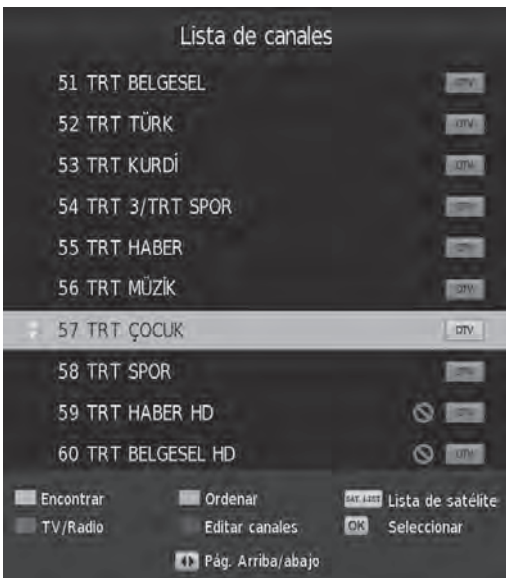 Lista de canales
51 TRT BELGESEL DTV
52 TRT TÜRK DTV
53 TRT KURDİ DTV
54 TRT 3/TRT SPOR DTV
55 TRT HABER DTV
56 TRT MÜZİK DTV
57 TRT ÇOCUK DTV
58 TRT SPOR DTV
59 TRT HABER HD DTV
60 TRT BELGESEL HD DTV
Encontrar Ordenar SAT. LIST Lista de satélite
TV/Radio Editar canales OK Seleccionar
Pág. Arriba/abajo